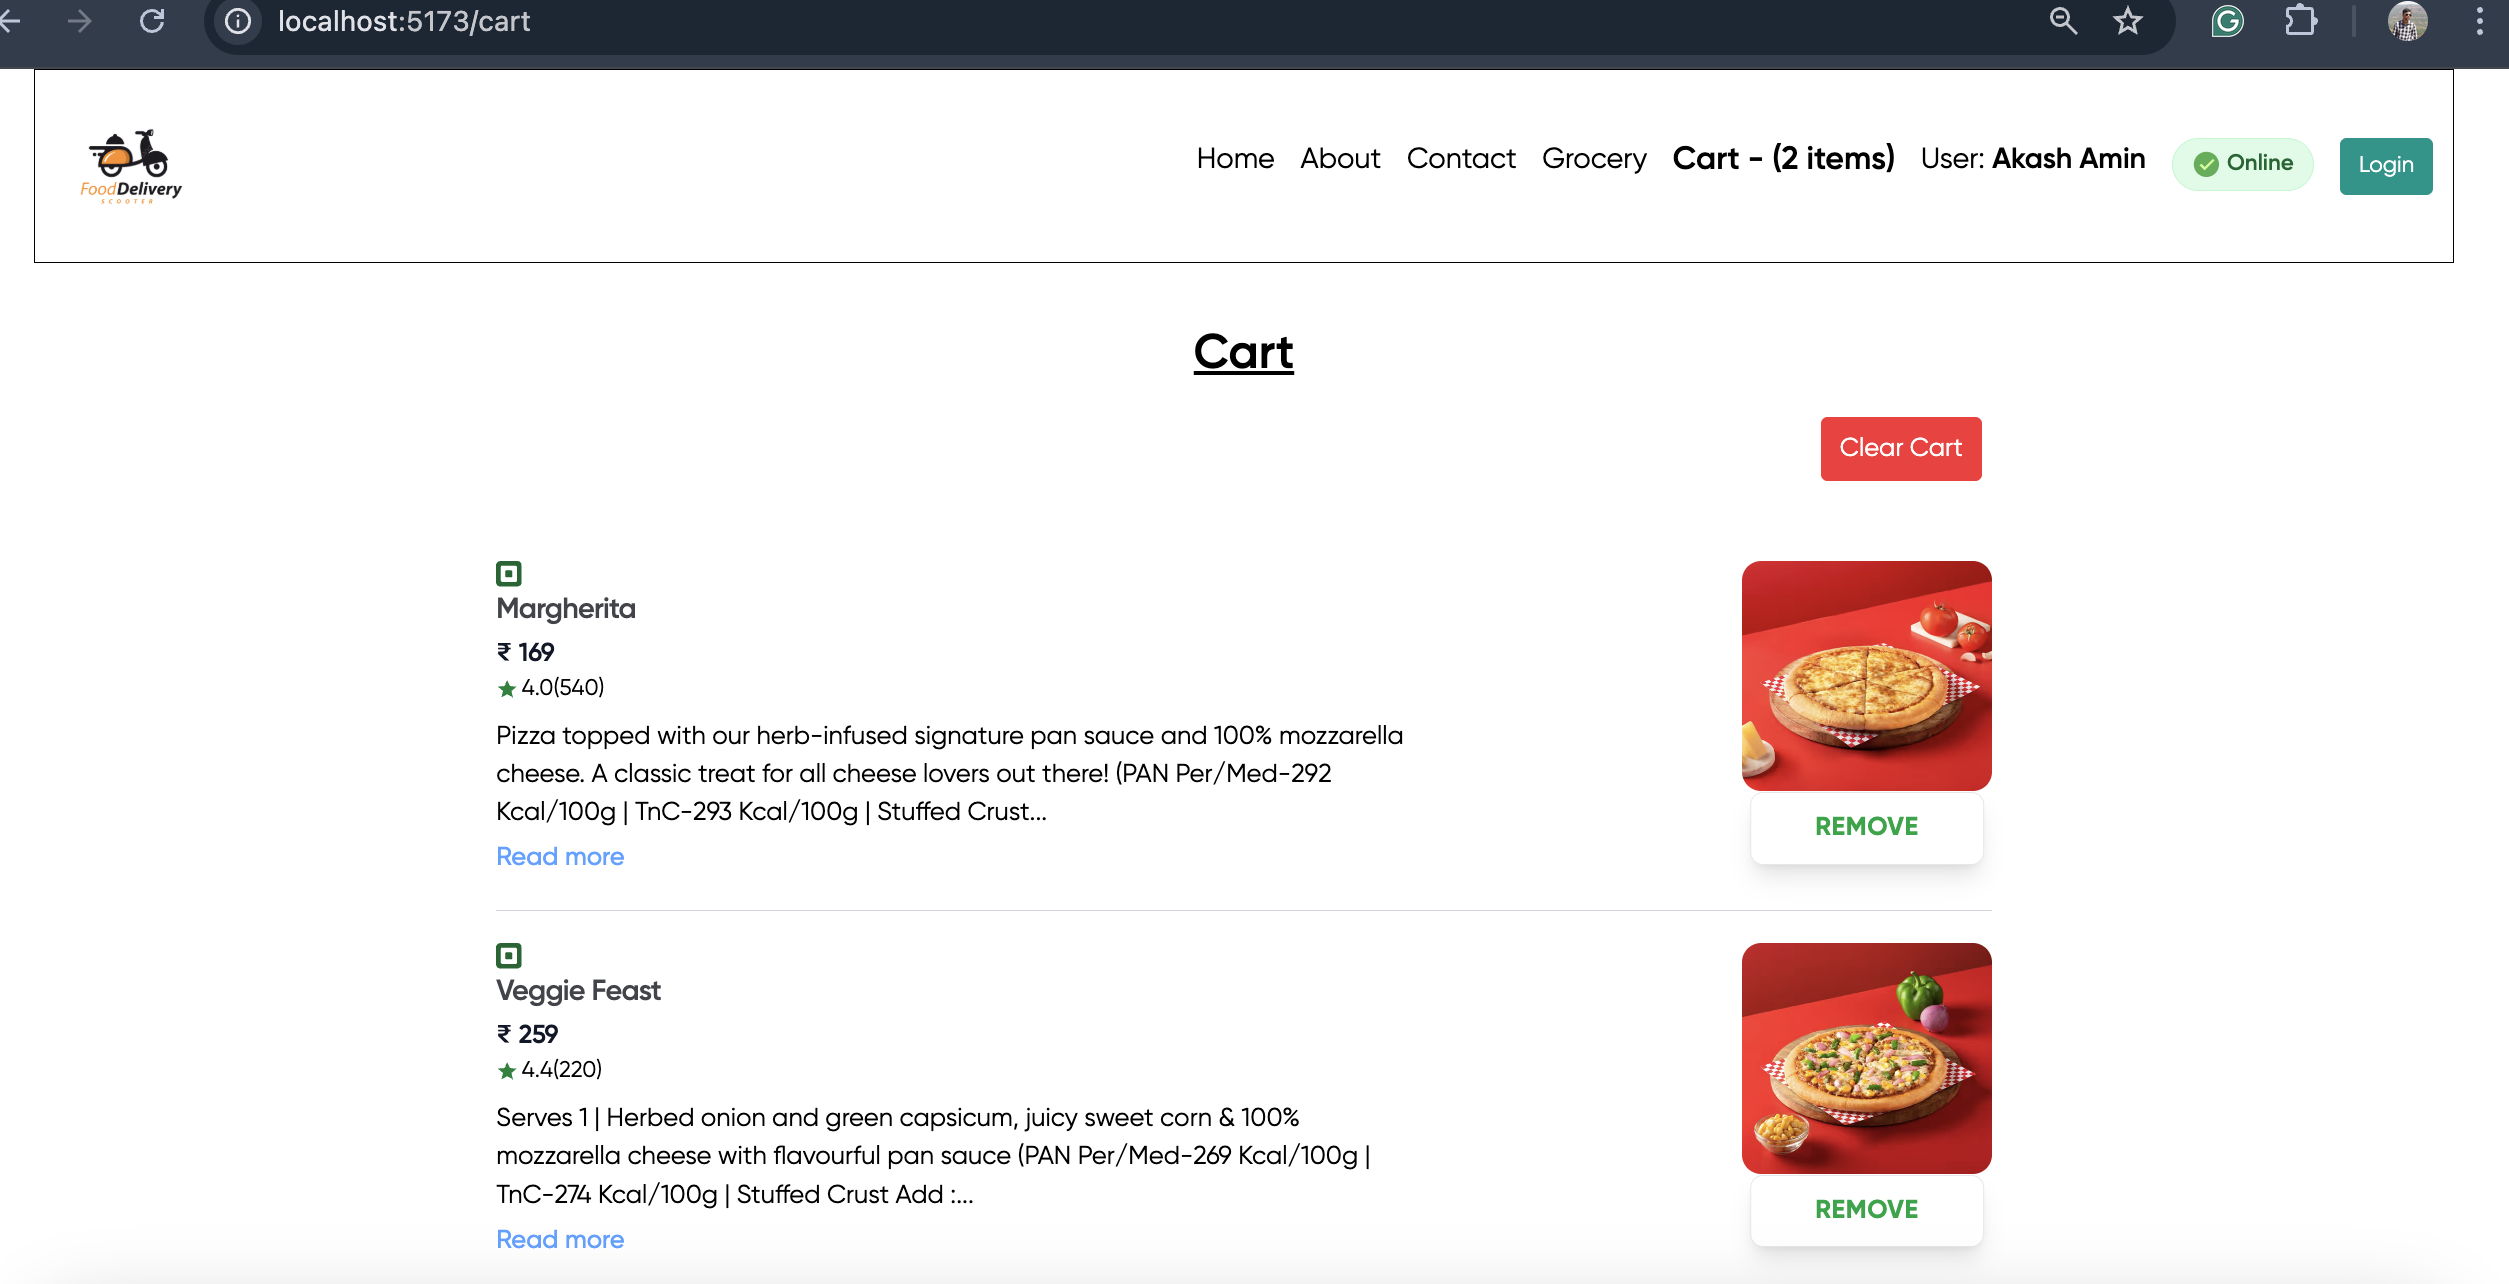 localhost:5173/cart
FoodDelivery
SCOOTER
Home About Contact Grocery Cart - (2 items) User: Akash Amin Online Login
Cart
Clear Cart
Margherita
₹ 169
4.0(540)
Pizza topped with our herb-infused signature pan sauce and 100% mozzarella
cheese. A classic treat for all cheese lovers out there! (PAN Per/Med-292
Kcal/100g | TnC-293 Kcal/100g | Stuffed Crust...
Read more
REMOVE
Veggie Feast
₹ 259
4.4(220)
Serves 1 | Herbed onion and green capsicum, juicy sweet corn & 100%
mozzarella cheese with flavourful pan sauce (PAN Per/Med-269 Kcal/100g |
TnC-274 Kcal/100g | Stuffed Crust Add :...
Read more
REMOVE